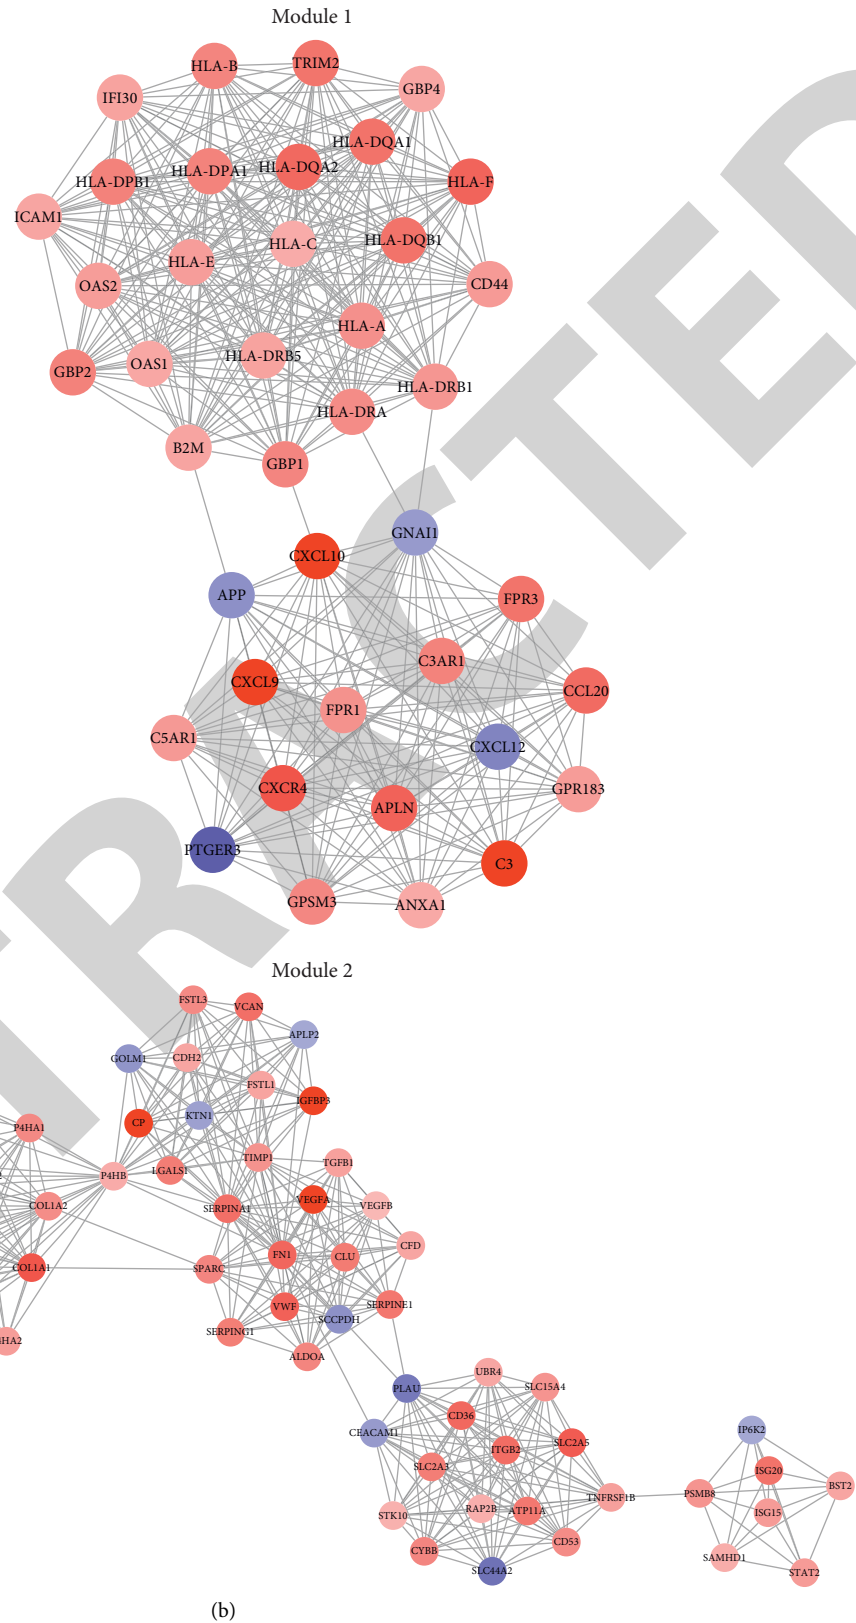 Module 1
HLA-B
TRIM2
IFI30
GBP4
HLA-DQA1
HLA-DPB1
HLA-DPA1
HLA-DQA2
HLA-F
ICAM1
HLA-C
HLA-DQB1
HLA-E
OAS2
CD44
HLA-A
OAS1
HLA-DRB5
GBP2
HLA-DRB1
HLA-DRA
B2M
GBP1
GNAI1
CXCL10
APP
FPR3
C3AR1
CXCL9
CCL20
FPR1
C5AR1
CXCL12
CXCR4
GPR183
APLN
PTGER3
C3
GPSM3
ANXA1
Module 2
FSTL3
VCAN
APLP2
GOLM1
CDH2
FSTL1
IGFBP3
CP
KTN1
P4HA1
TIMP1
TGFB1
P4HB
LGALS1
COL1A2
SERPINA1
VEGFA
VEGFB
CFD
FN1
CLU
COL1A1
SPARC
VWF
SERPINE1
SCCPDH
SERPING1
HA2
ALDOA
UBR4
PLAU
SLC15A4
CD36
CEACAM1
IP6K2
ITGB2
SLC2A5
SLC2A3
ISG20
BST2
TNFRSF1B
PSMB8
RAP2B
ATP11A
STK10
ISG15
CYBB
CD53
SAMHD1
SLC44A2
STAT2
(b)